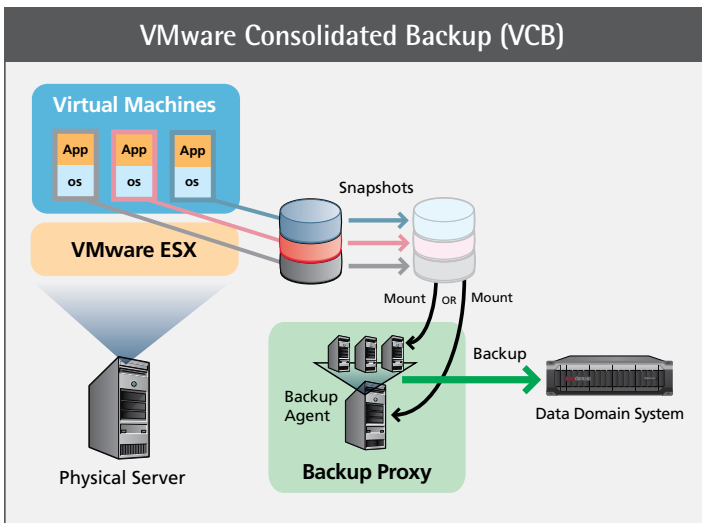 VMware Consolidated Backup (VCB)
Virtual Machines
App
App
App
os
os
os
Snapshots
VMware ESX
Mount OR Mount
Backup
Backup
Agent
Data Domain System
Physical Server
Backup Proxy